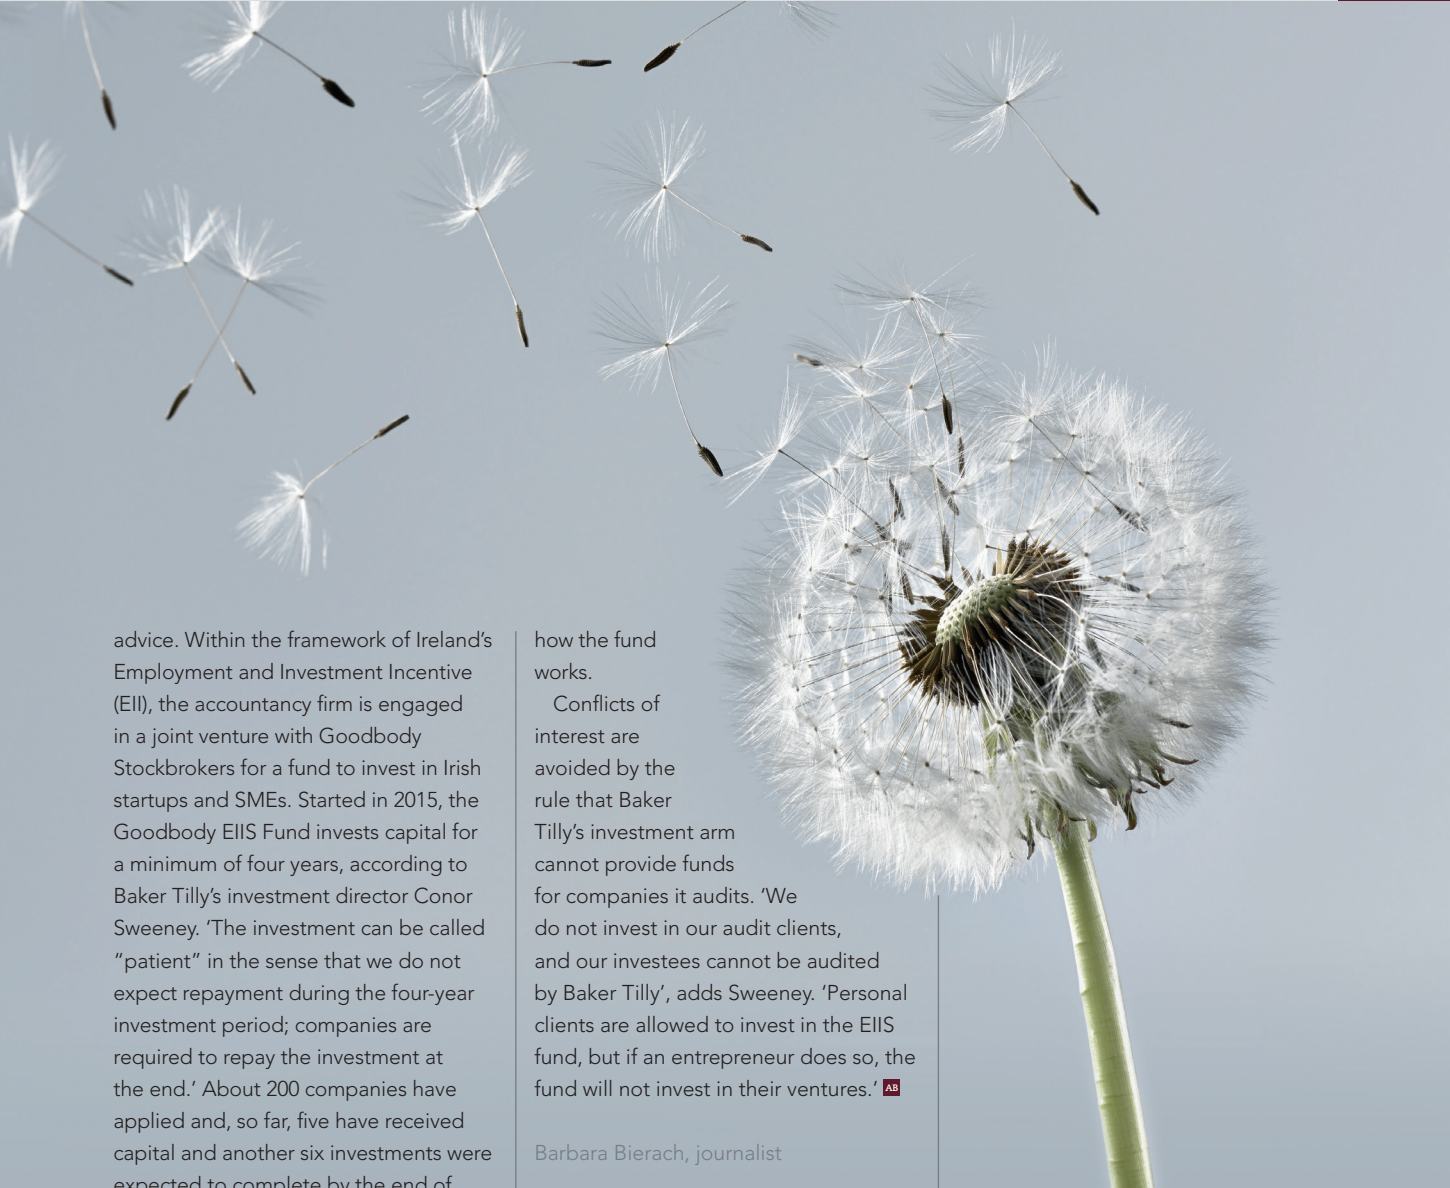 advice. Within the framework of Ireland’s
Employment and Investment Incentive
(EII), the accountancy firm is engaged
in a joint venture with Goodbody
Stockbrokers for a fund to invest in Irish
startups and SMEs. Started in 2015, the
Goodbody EIIS Fund invests capital for
a minimum of four years, according to
Baker Tilly’s investment director Conor
Sweeney. ‘The investment can be called
“patient” in the sense that we do not
expect repayment during the four-year
investment period; companies are
required to repay the investment at
the end.’ About 200 companies have
applied and, so far, five have received
capital and another six investments were
expected to complete by the end of
how the fund
works.
Conflicts of
interest are
avoided by the
rule that Baker
Tilly’s investment arm
cannot provide funds
for companies it audits. ‘We
do not invest in our audit clients,
and our investees cannot be audited
by Baker Tilly’, adds Sweeney. ‘Personal
clients are allowed to invest in the EIIS
fund, but if an entrepreneur does so, the
fund will not invest in their ventures.’ AB
Barbara Bierach, journalist